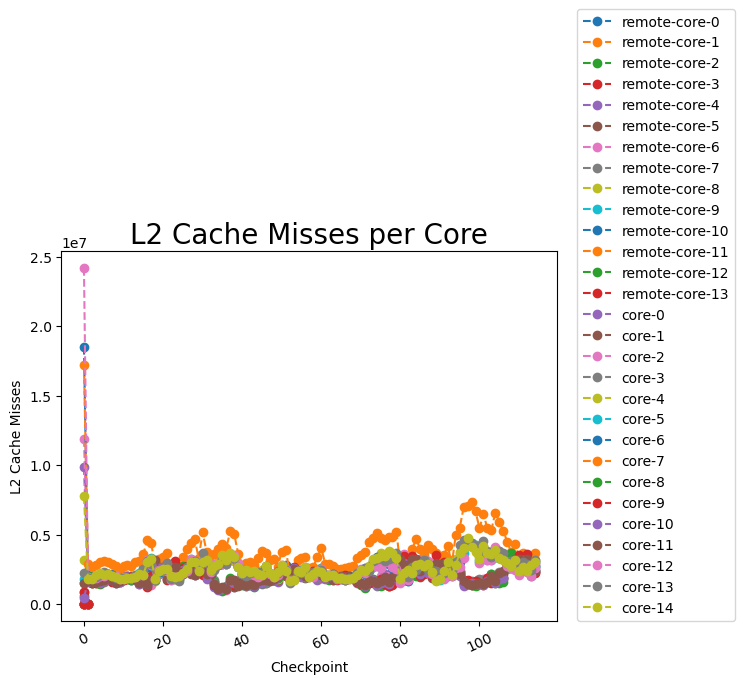 L2 Cache Misses per Core
1e7
2.5
2.0
1.5
1.0
0.5
0.0
L2 Cache Misses
0
20
40
60
80
100
Checkpoint
remote-core-0
remote-core-1
remote-core-2
remote-core-3
remote-core-4
remote-core-5
remote-core-6
remote-core-7
remote-core-8
remote-core-9
remote-core-10
remote-core-11
remote-core-12
remote-core-13
core-0
core-1
core-2
core-3
core-4
core-5
core-6
core-7
core-8
core-9
core-10
core-11
core-12
core-13
core-14